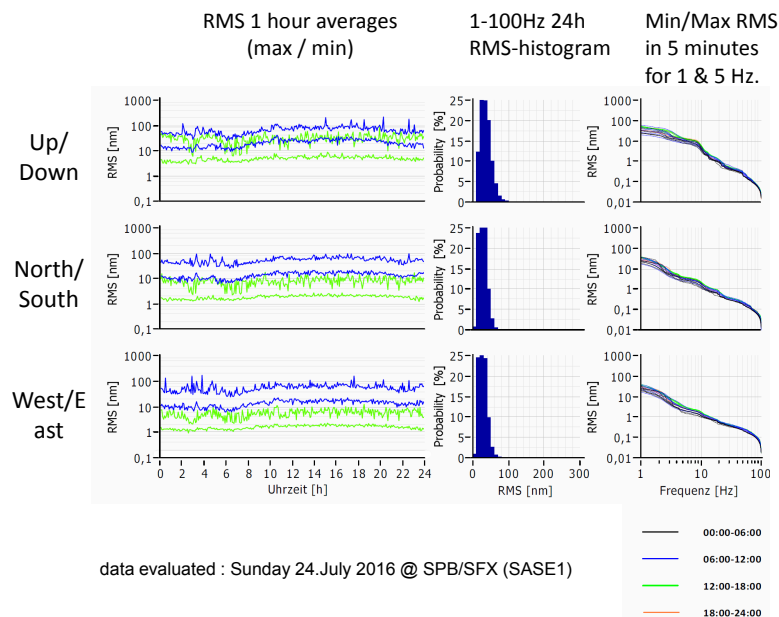 RMS 1 hour averages
(max / min)
1-100Hz 24h
RMS-histogram
Min/Max RMS
in 5 minutes
for 1 & 5 Hz.
Up/
Down
RMS [nm]
1000
100
10
1
0,1
Probability [%]
25
20
15
10
5
0
RMS [nm]
1000
100
10
1
0,1
0,01
North/
South
RMS [nm]
1000
100
10
1
0,1
Probability [%]
25
20
15
10
5
0
RMS [nm]
1000
100
10
1
0,1
0,01
West/E
ast
RMS [nm]
1000
100
10
1
0,1
0 2 4 6 8 10 12 14 16 18 20 22 24
Uhrzeit [h]
Probability [%]
25
20
15
10
5
0
0 100 200 300
RMS [nm]
RMS [nm]
1000
100
10
1
0,1
0,01
1 10 100
Frequenz [Hz]
00:00-06:00
06:00-12:00
12:00-18:00
18:00-24:00
data evaluated : Sunday 24.July 2016 @ SPB/SFX (SASE1)